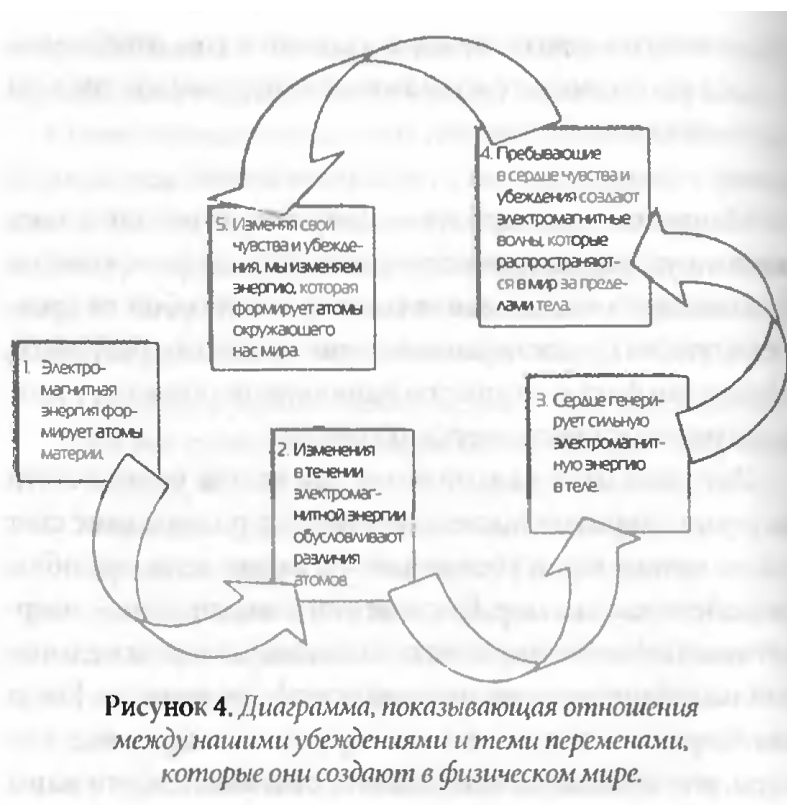 1. Электро-
магнитная
энергия фор-
мирует атомы
материи.
2. Изменения
в течении
электромаг-
нитной энергии
обусловливают
различия
атомов
3. Сердце генери-
рует сильную
электромагнит-
ную энергию
в теле.
4. Пребывающие
в сердце чувства и
убеждения создают
электромагнитные
волны, которые
распространяют-
ся в мир за преде-
лами тела.
5. Изменяя свои
чувства и убежде-
ния, мы изменяем
энергию, которая
формирует атомы
окружающего
нас мира
Рисунок 4. Диаграмма, показывающая отношения
между нашими убеждениями и теми переменами,
которые они создают в физическом мире.